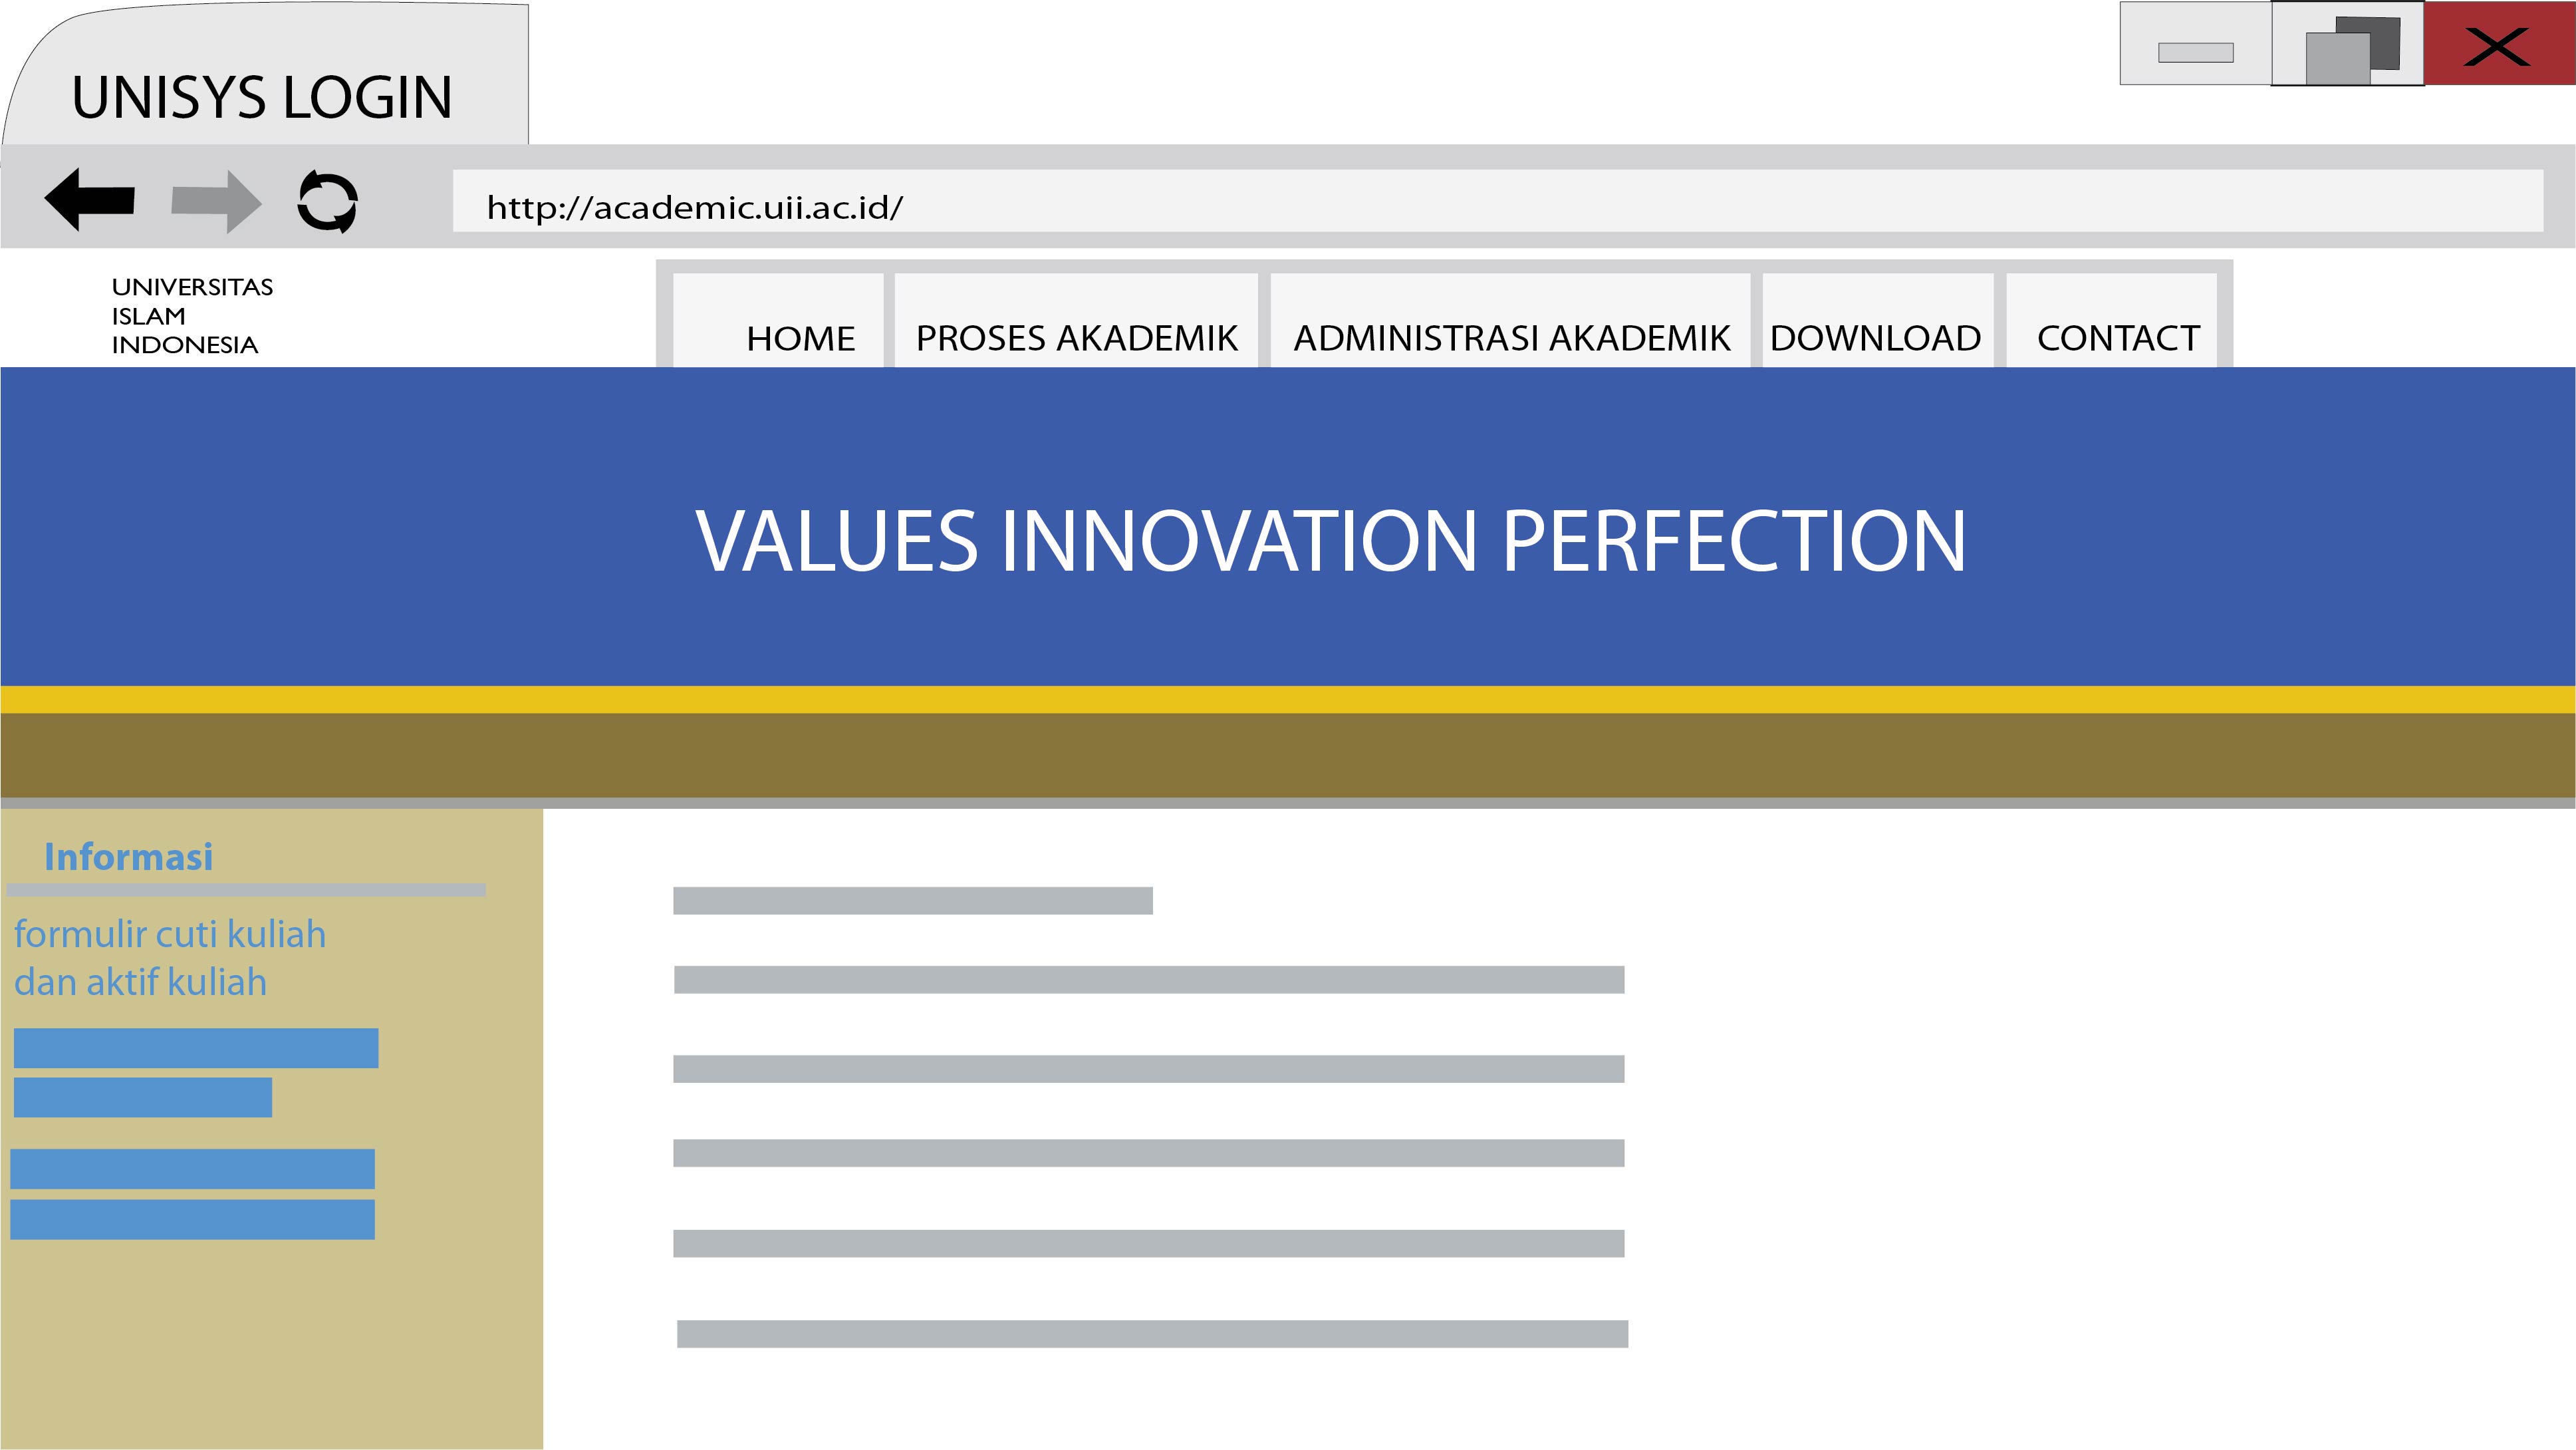 UNISYS LOGIN
http://academic.uii.ac.id/
UNIVERSITAS
ISLAM
INDONESIA
HOME
PROSES AKADEMIK
ADMINISTRASI AKADEMIK
DOWNLOAD
CONTACT
VALUES INNOVATION PERFECTION
Informasi
formulir cuti kuliah
dan aktif kuliah